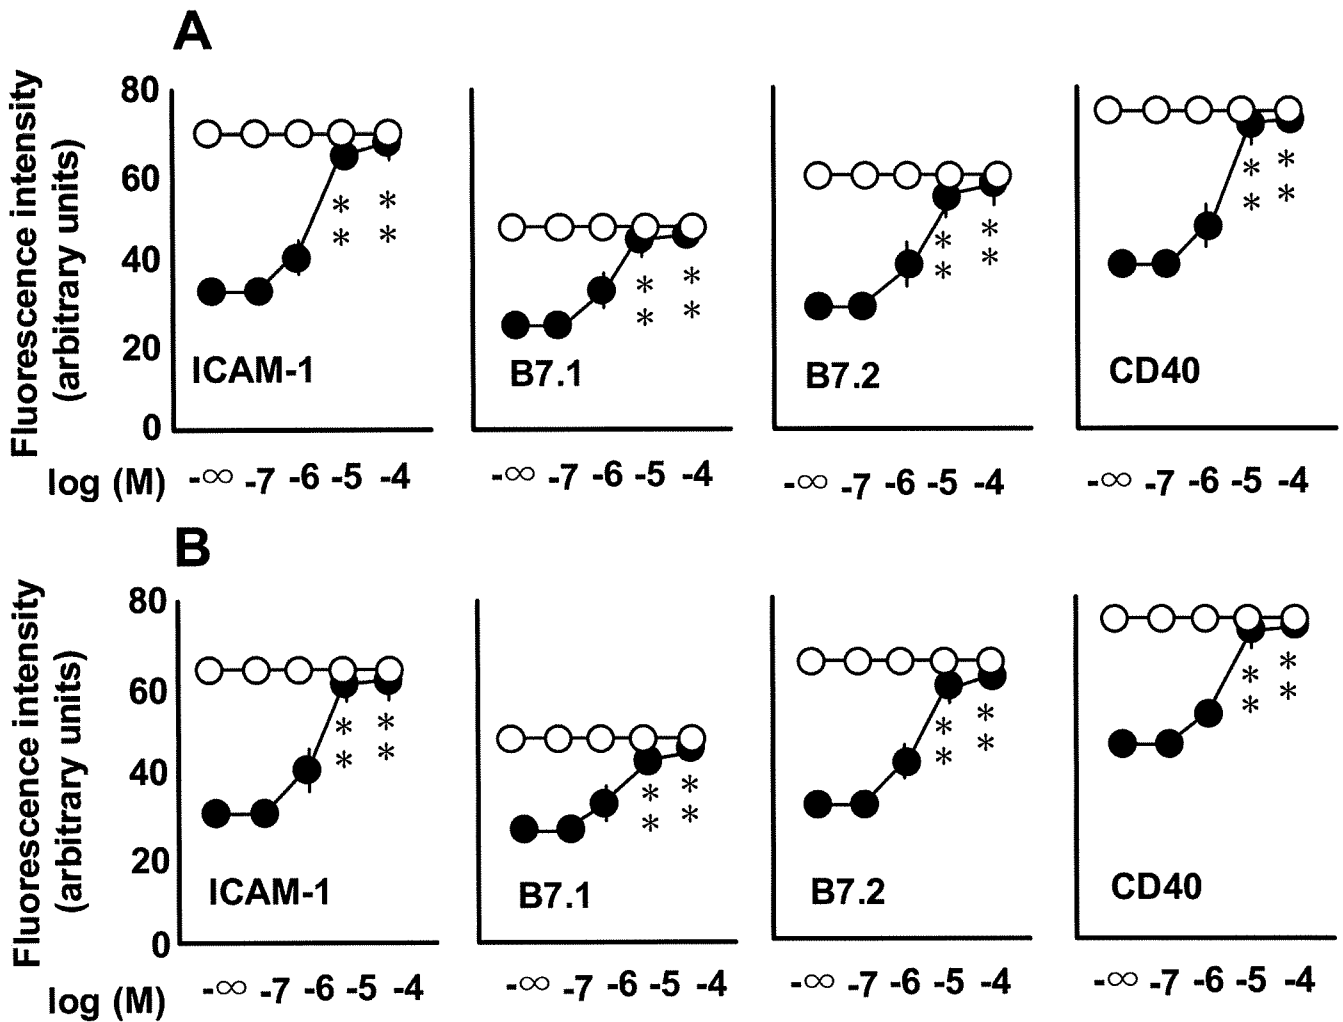 A
Fluorescence intensity
(arbitrary units)
80
60
40
20
0
ICAM-1
B7.1
B7.2
CD40
* * * * * * * *
* * * * * * * *
log (M) -∞ -7 -6 -5 -4 -∞ -7 -6 -5 -4 -∞ -7 -6 -5 -4 -∞ -7 -6 -5 -4
B
Fluorescence intensity
(arbitrary units)
80
60
40
20
0
ICAM-1
B7.1
B7.2
CD40
* * * * * * * *
* * * * * * * *
log (M) -∞ -7 -6 -5 -4 -∞ -7 -6 -5 -4 -∞ -7 -6 -5 -4 -∞ -7 -6 -5 -4